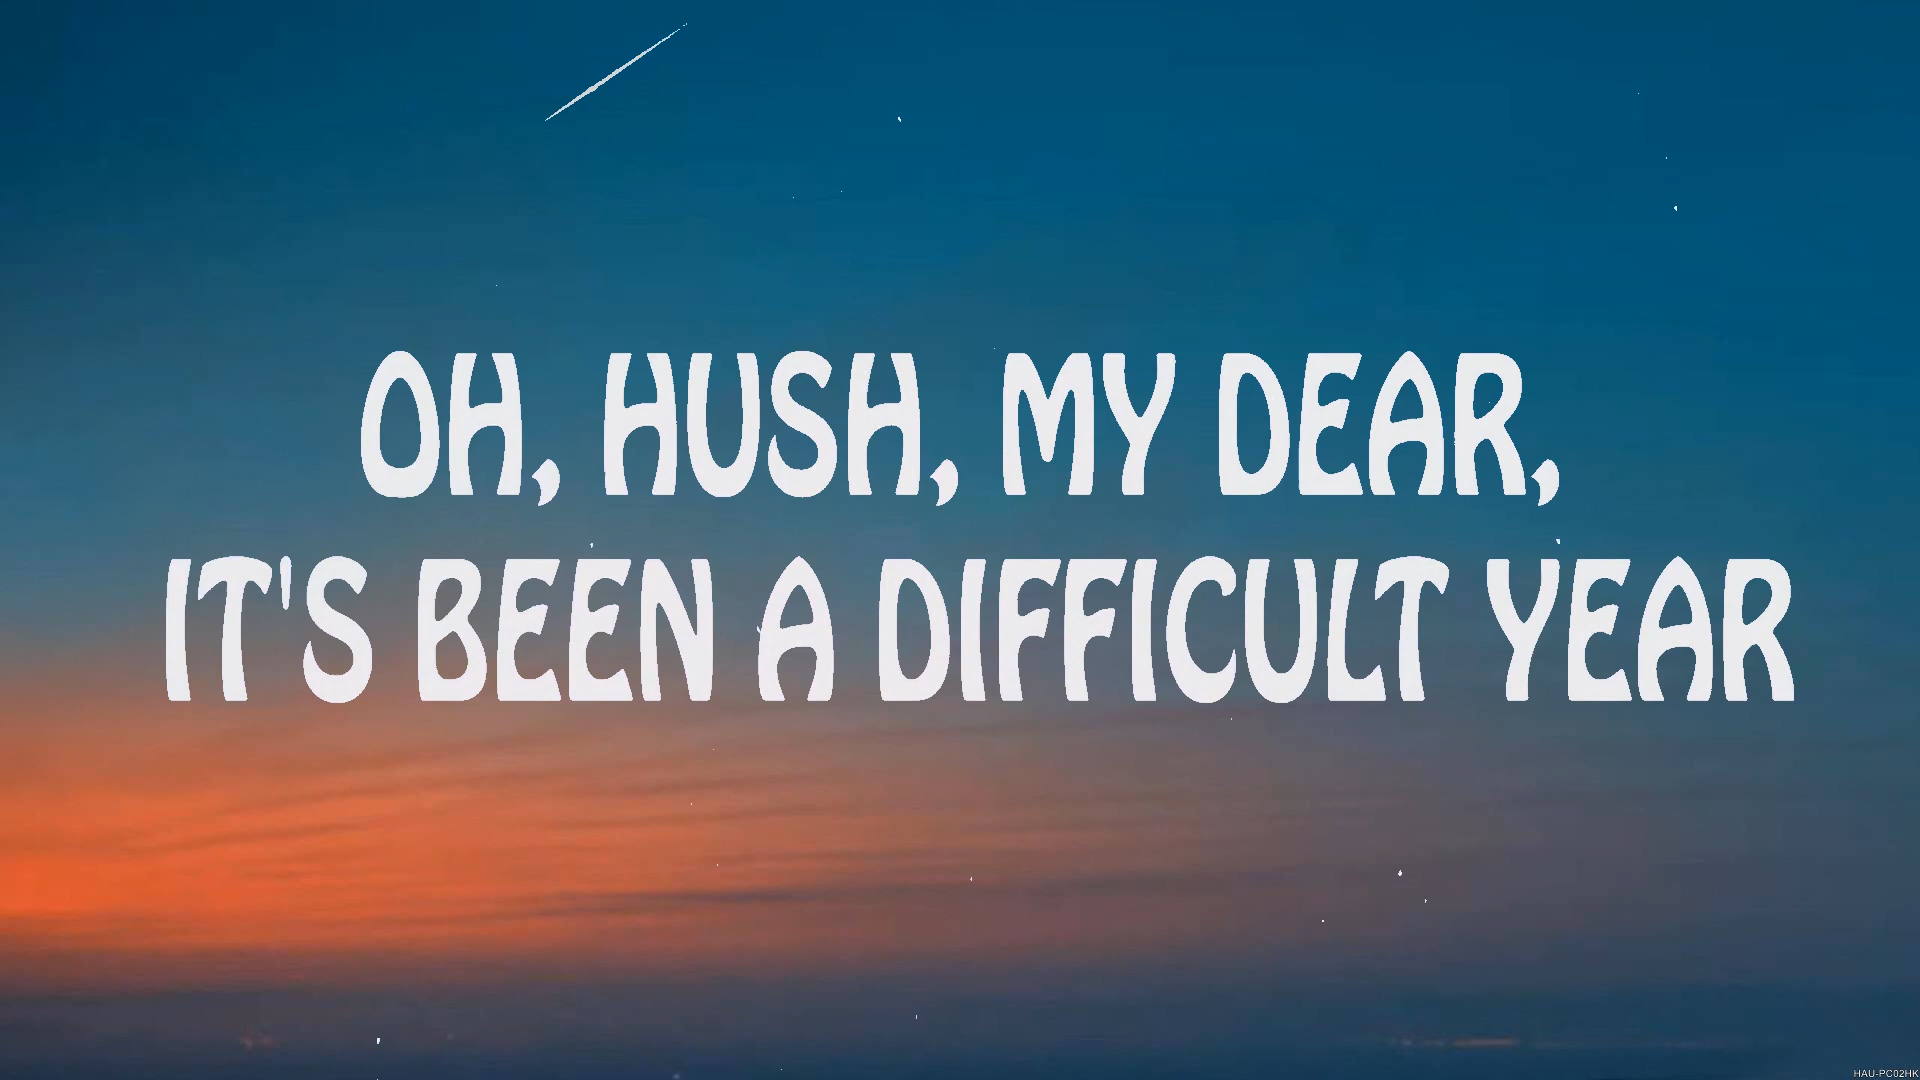 OH, HUSH, MY DEAR,
IT'S BEEN A DIFFICULT YEAR
HAU-PC02HK